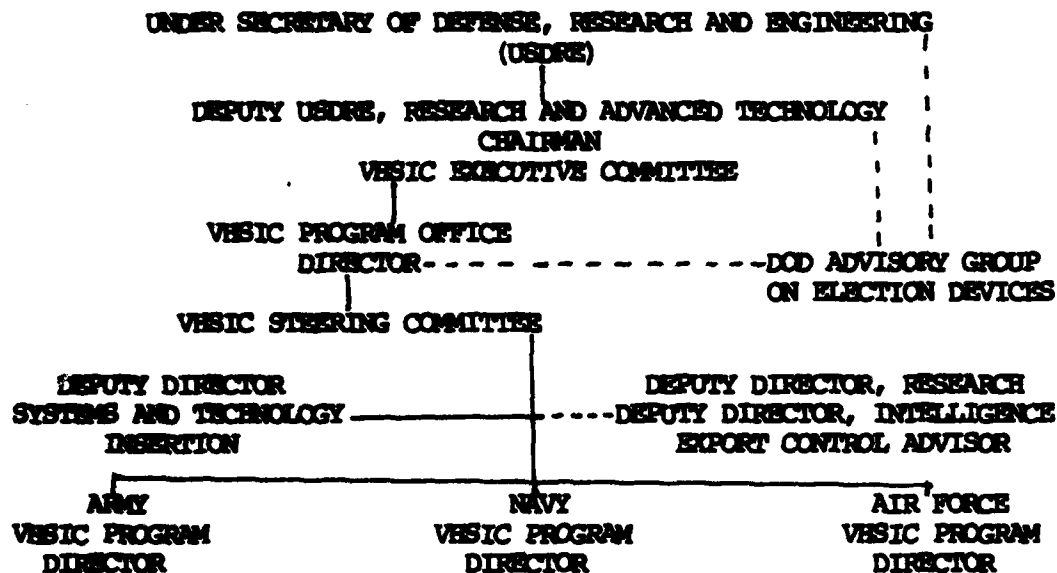 UNDER SECRETARY OF DEFENSE, RESEARCH AND ENGINEERING
(USDRE)
DEPUTY USDRE, RESEARCH AND ADVANCED TECHNOLOGY
CHAIRMAN
VHSIC EXECUTIVE COMMITTEE
VHSIC PROGRAM OFFICE
DIRECTOR
DOD ADVISORY GROUP
ON ELECTION DEVICES
VHSIC STEERING COMMITTEE
DEPUTY DIRECTOR
SYSTEMS AND TECHNOLOGY
INSERTION
DEPUTY DIRECTOR, RESEARCH
DEPUTY DIRECTOR, INTELLIGENCE
EXPORT CONTROL ADVISOR
ARMY
VHSIC PROGRAM
DIRECTOR
NAVY
VHSIC PROGRAM
DIRECTOR
AIR FORCE
VHSIC PROGRAM
DIRECTOR